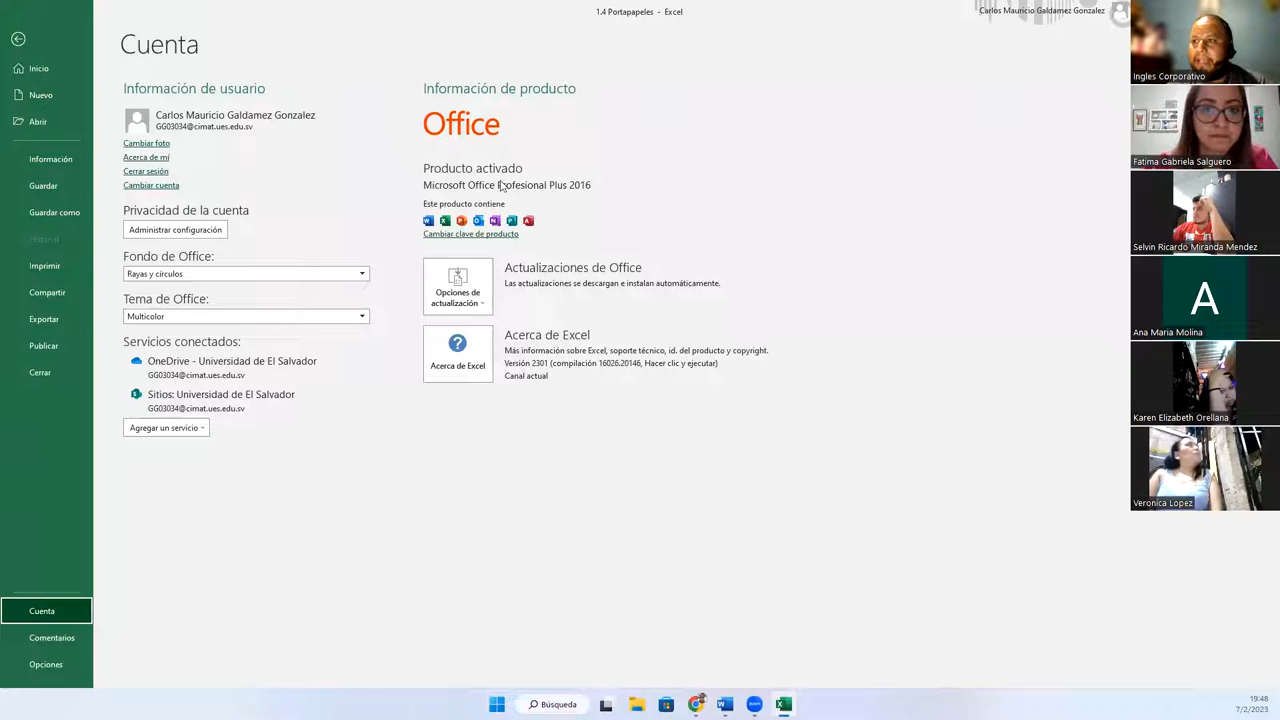 1.4 Portapapeles - Excel
Carlos Mauricio Galdamez Gonzalez
Inicio
Nuevo
Abrir
Información
Guardar
Guardar como
Historial
Imprimir
Compartir
Exportar
Publicar
Cerrar
Cuenta
Comentarios
Opciones
Cuenta
Información de usuario
Carlos Mauricio Galdamez Gonzalez
GG03034@cimat.ues.edu.sv
Cambiar foto
Acerca de mí
Cerrar sesión
Cambiar cuenta
Privacidad de la cuenta
Administrar configuración
Fondo de Office:
Rayas y círculos
Tema de Office:
Multicolor
Servicios conectados:
OneDrive - Universidad de El Salvador
GG03034@cimat.ues.edu.sv
Sitios: Universidad de El Salvador
GG03034@cimat.ues.edu.sv
Agregar un servicio
Información de producto
Office
Producto activado
Microsoft Office Profesional Plus 2016
Este producto contiene
Cambiar clave de producto
Opciones de
actualización
Actualizaciones de Office
Las actualizaciones se descargan e instalan automáticamente.
Acerca de Excel
Acerca de Excel
Más información sobre Excel, soporte técnico, id. del producto y copyright.
Versión 2301 (compilación 16026.20146, Hacer clic y ejecutar)
Canal actual
Ingles Corporativo
Fatima Gabriela Salguero
Selvin Ricardo Miranda Mendez
A
Ana Maria Molina
Karen Elizabeth Orellana
Veronica Lopez
Búsqueda
19:48
7/2/2023